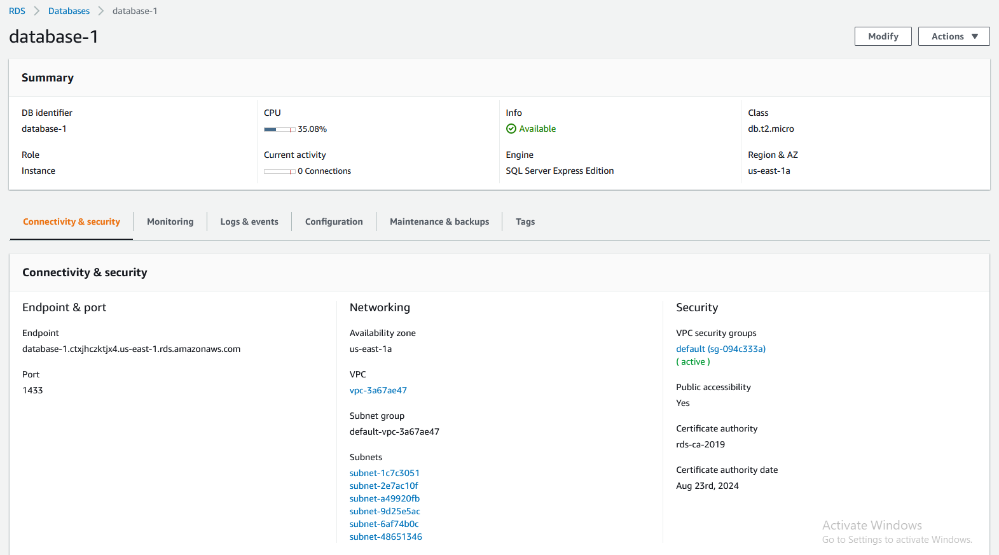 RDS > Databases > database-1
database-1
Modify
Actions ▼
Summary
DB identifier
database-1
CPU
35.08%
Info
Available
Class
db.t2.micro
Role
Instance
Current activity
0 Connections
Engine
SQL Server Express Edition
Region & AZ
us-east-1a
Connectivity & security
Monitoring
Logs & events
Configuration
Maintenance & backups
Tags
Connectivity & security
Endpoint & port
Endpoint
database-1.ctxjhczktjx4.us-east-1.rds.amazonaws.com
Port
1433
Networking
Availability zone
us-east-1a
VPC
vpc-3a67ae47
Subnet group
default-vpc-3a67ae47
Subnets
subnet-1c7c3051
subnet-2e7ac10f
subnet-a49920fb
subnet-9d25e5ac
subnet-6af74b0c
subnet-48651346
Security
VPC security groups
default (sg-094c333a)
( active )
Public accessibility
Yes
Certificate authority
rds-ca-2019
Certificate authority date
Aug 23rd, 2024
Activate Windows
Go to Settings to activate Windows.